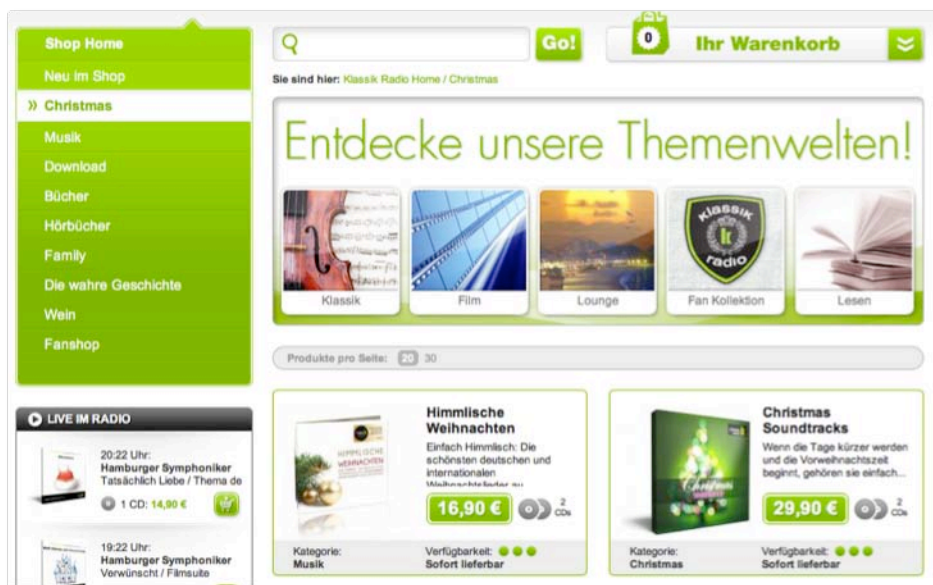 Shop Home
Neu im Shop
» Christmas
Musik
Download
Bücher
Hörbücher
Family
Die wahre Geschichte
Wein
Fanshop
LIVE IM RADIO
20:22 Uhr:
Hamburger Symphoniker
Tatsächlich Liebe / Thema de
1 CD: 14,90 €
19:22 Uhr:
Hamburger Symphoniker
Verwünscht / Filmsuite
Go!
0
Ihr Warenkorb
Sie sind hier: Klassik Radio Home / Christmas
Entdecke unsere Themenwelten!
klassik
k
radio
Klassik
Film
Lounge
Fan Kollektion
Lesen
Produkte pro Seite: 20 30
HIMMLISCHE
WEIHNACHTEN
Himmlische
Weihnachten
Einfach Himmlisch: Die
schönsten deutschen und
internationalen
Weihnachtslieder zu
16,90 €
2
CDs
Kategorie:
Musik
Verfügbarkeit:
Sofort lieferbar
Christmas
Christmas
Soundtracks
Wenn die Tage kürzer werden
und die Vorweihnachtszeit
beginnt, gehören sie einfach...
29,90 €
2
CDs
Kategorie:
Christmas
Verfügbarkeit:
Sofort lieferbar